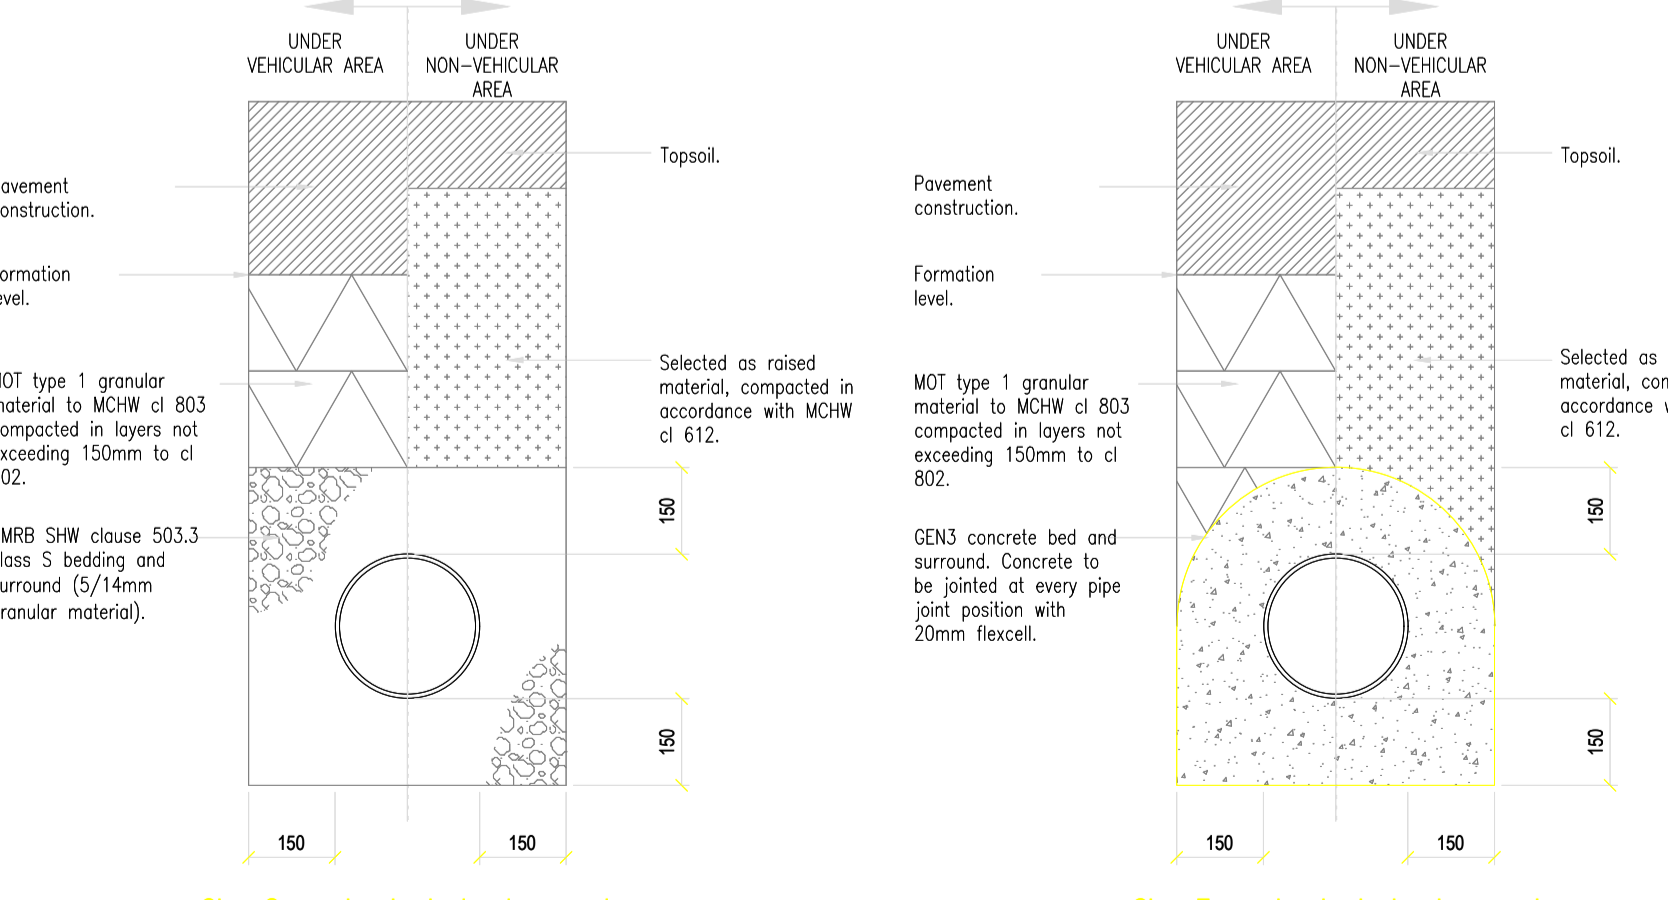 UNDER
VEHICULAR AREA
UNDER
NON-VEHICULAR
AREA
Topsoil.
avement
onstruction.
ormation
evel.
OT type 1 granular
aterial to MCHW cl 803
ompacted in layers not
xceeding 150mm to cl
02.
MRB SHW clause 503.3
lass S bedding and
urround (5/14mm
ranular material).
Selected as raised
material, compacted in
accordance with MCHW
cl 612.
150
150
150
150
UNDER
VEHICULAR AREA
UNDER
NON-VEHICULAR
AREA
Topsoil.
Pavement
construction.
Formation
level.
MOT type 1 granular
material to MCHW cl 803
compacted in layers not
exceeding 150mm to cl
802.
GEN3 concrete bed and
surround. Concrete to
be jointed at every pipe
joint position with
20mm flexcell.
Selected as
material, com
accordance
cl 612.
150
150
150
150